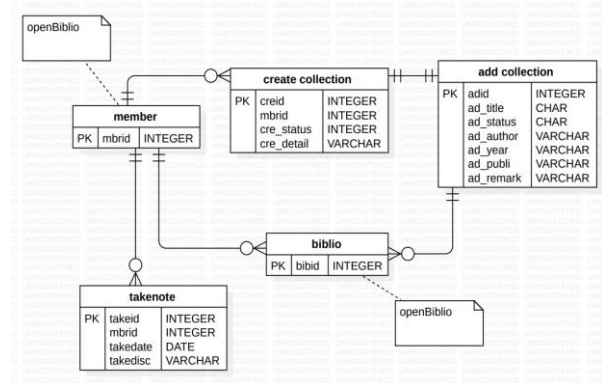 openBiblio
create collection
PK creid INTEGER
mbrid INTEGER
cre_status INTEGER
cre_detail VARCHAR
add collection
PK adid INTEGER
ad_title CHAR
ad_status CHAR
ad_author VARCHAR
ad_year VARCHAR
ad_publi VARCHAR
ad_remark VARCHAR
member
PK mbrid INTEGER
biblio
PK bibid INTEGER
takenote
PK takeid INTEGER
mbrid INTEGER
takedate DATE
takedisc VARCHAR
openBiblio